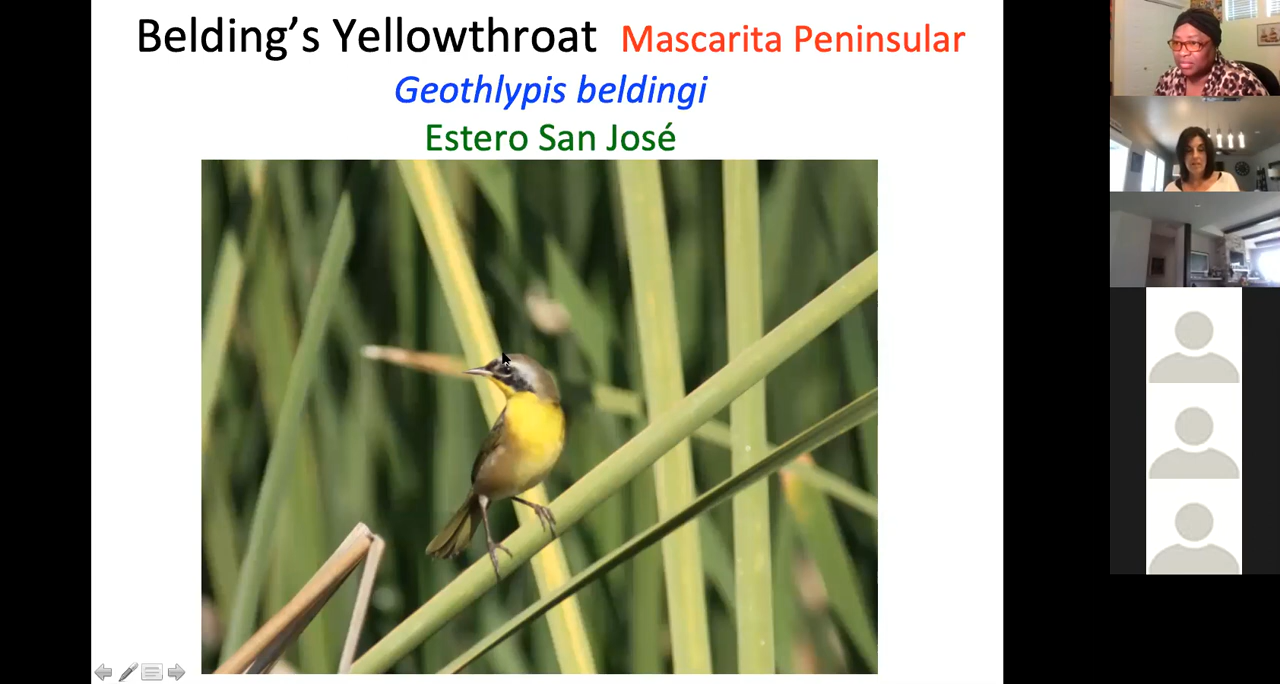 Belding’s Yellowthroat Mascarita Peninsular
Geothlypis beldingi
Estero San José